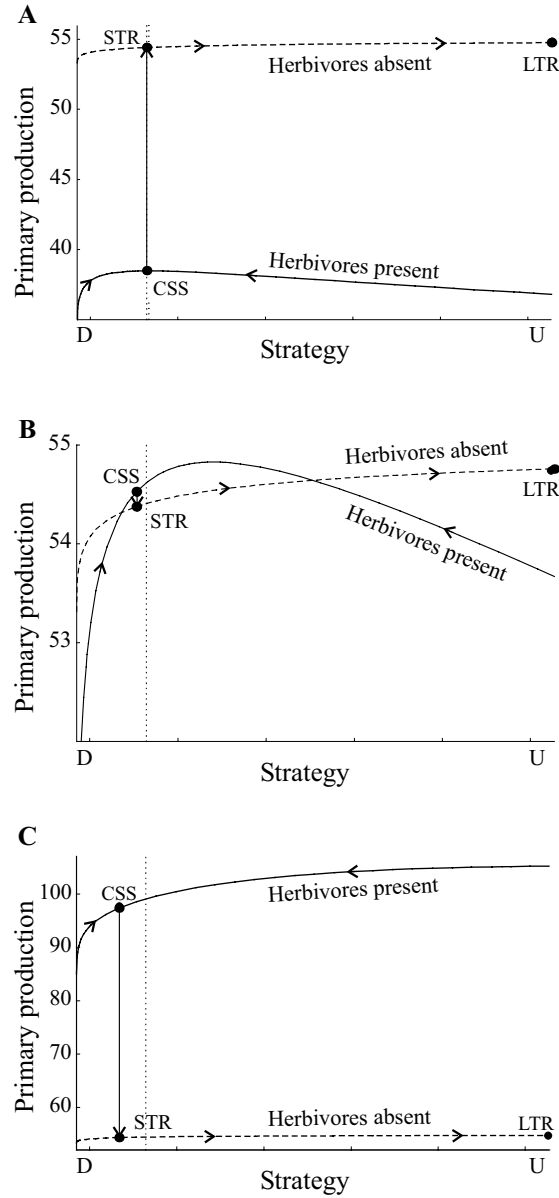 A
55
STR
Herbivores absent
LTR
50
45
Primary production
40
Herbivores present
CSS
D
U
Strategy
B
55
CSS
Herbivores absent
LTR
STR
54
Herbivores present
Primary production
53
D
U
Strategy
C
100
CSS
Herbivores present
90
Primary production
80
70
60
STR
Herbivores absent
LTR
D
U
Strategy